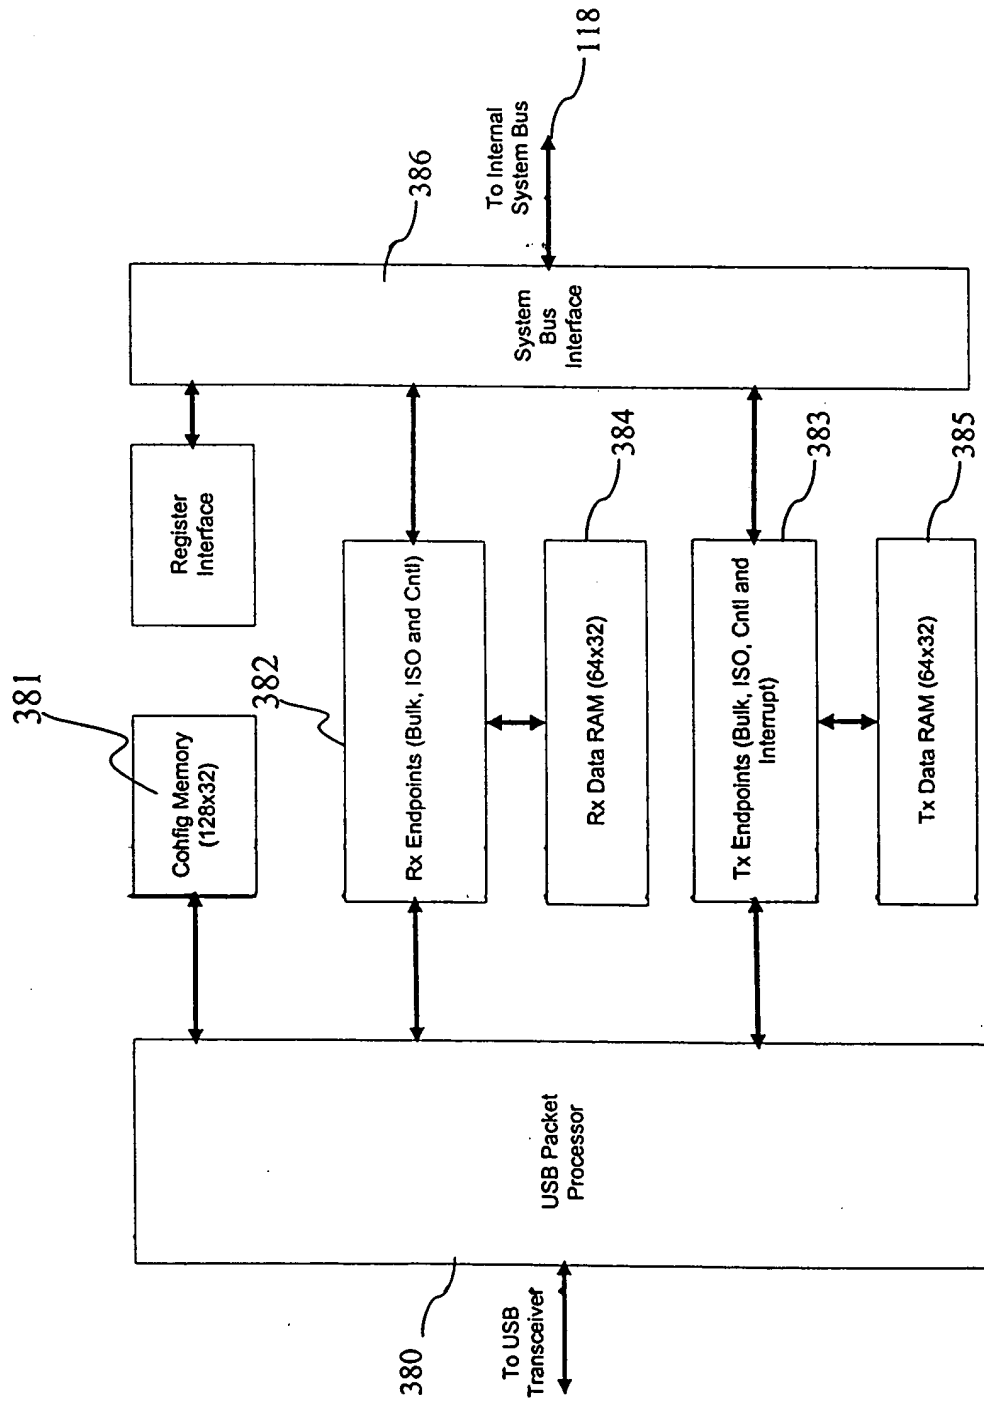 381
Cohfig Memory
(128x32)
Register
Interface
382
Rx Endpoints (Bulk, ISO and Cntl)
384
Rx Data RAM (64x32)
383
Tx Endpoints (Bulk, ISO, Cntl and
Interrupt)
385
Tx Data RAM (64x32)
380
USB Packet
Processor
To USB
Transceiver
386
System
Bus
Interface
To Internal
System Bus
118